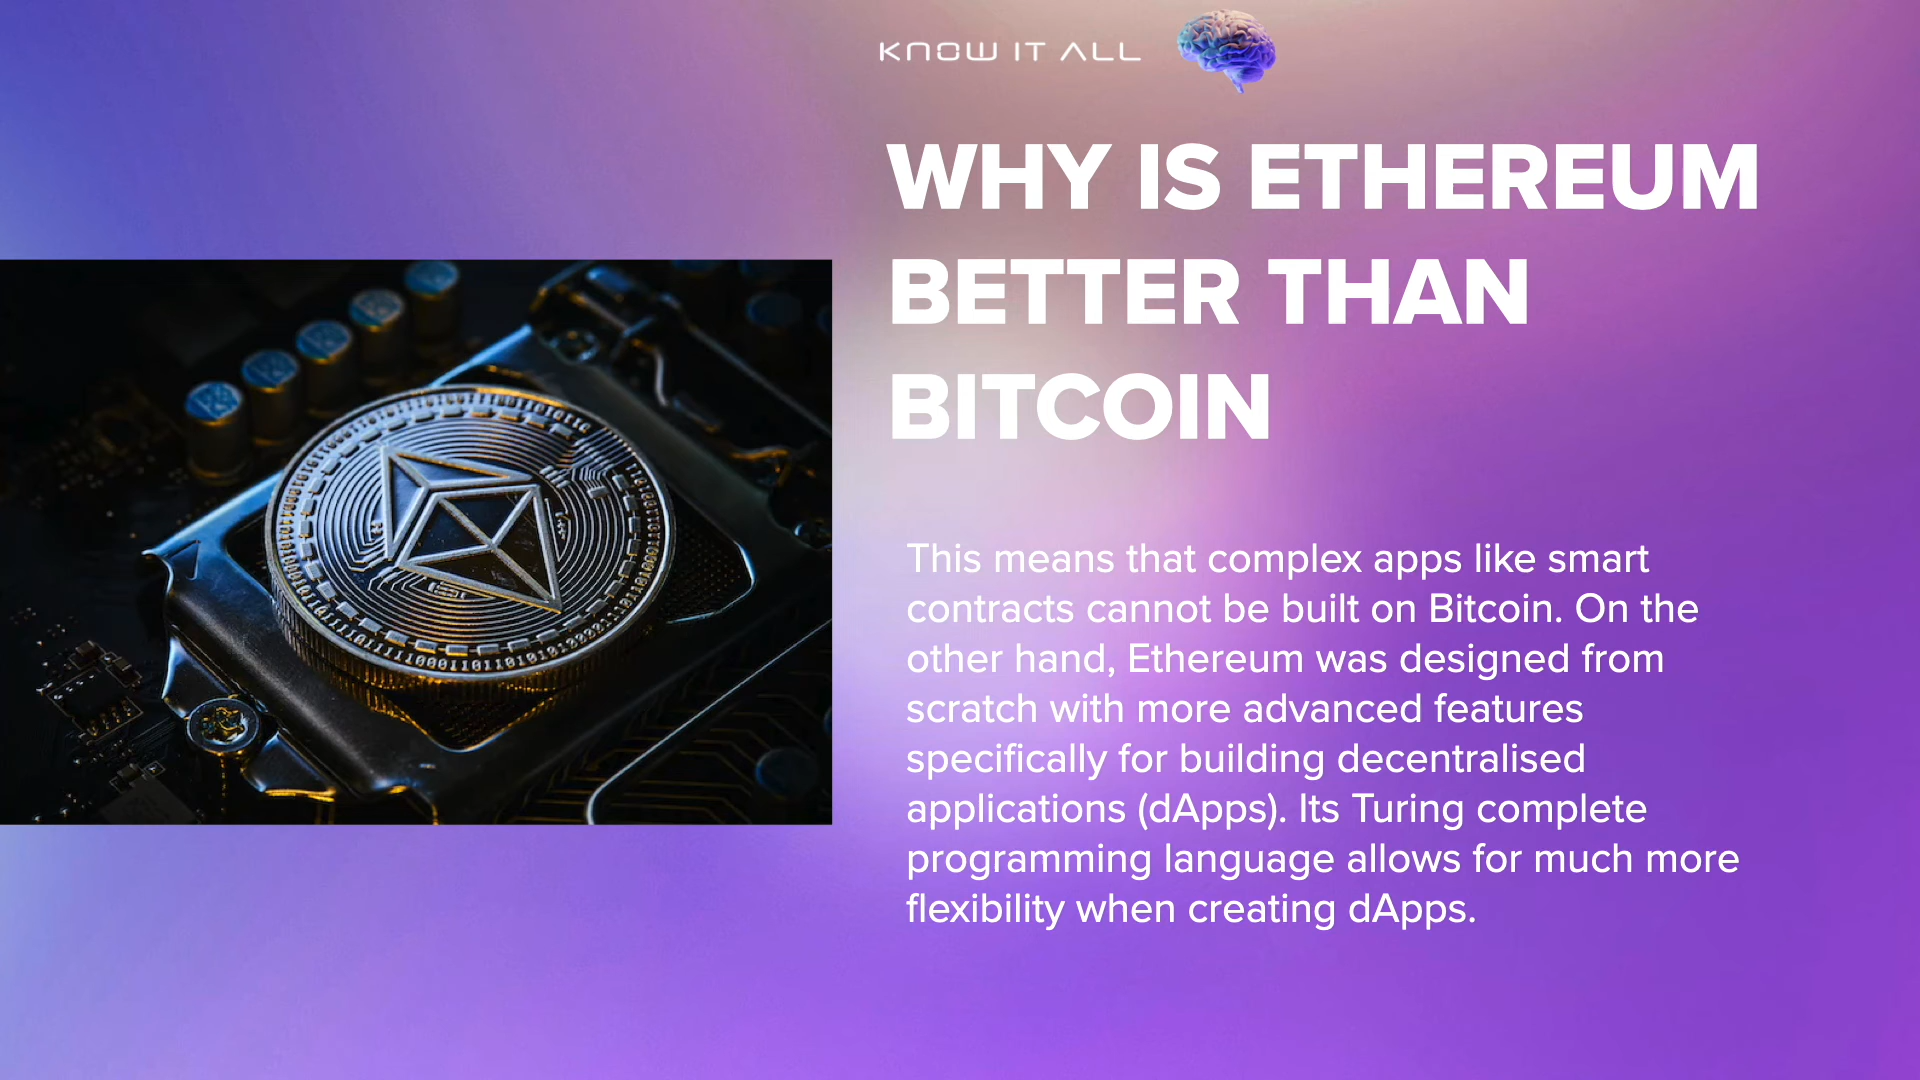 KNOW IT ALL
WHY IS ETHEREUM
BETTER THAN
BITCOIN
This means that complex apps like smart
contracts cannot be built on Bitcoin. On the
other hand, Ethereum was designed from
scratch with more advanced features
specifically for building decentralised
applications (dApps). Its Turing complete
programming language allows for much more
flexibility when creating dApps.